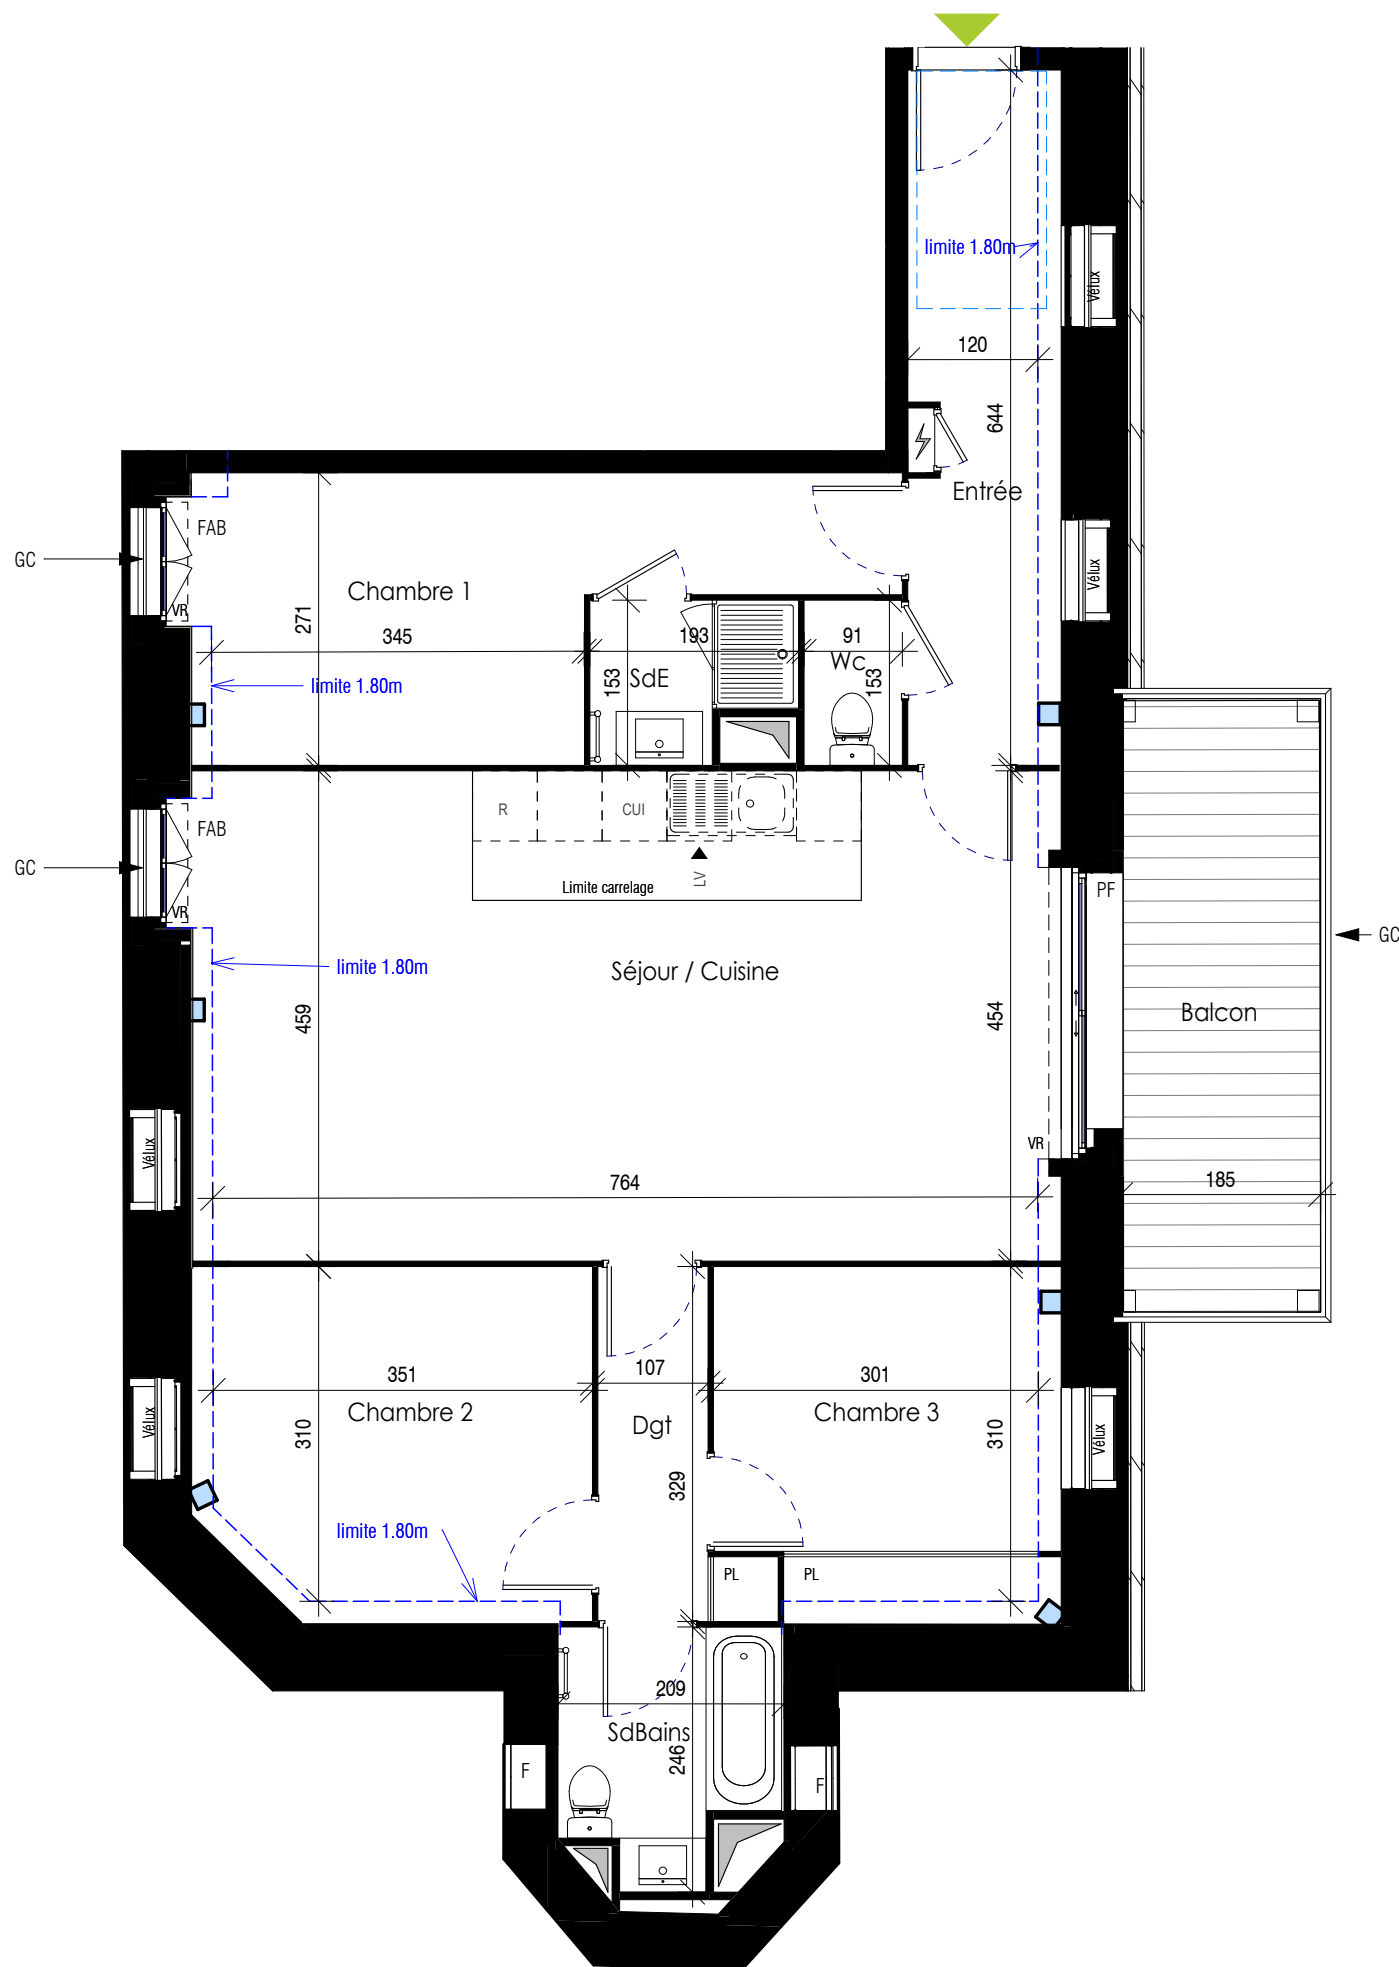 limite 1.80m
Vélux
120
644
Entrée
FAB
GC
VR
Chambre 1
271
345
limite 1.80m
193
153
SdE
91
Wc
153
Vélux
R
CUI
LV
Limite carrelage
FAB
GC
VR
PF
GC
limite 1.80m
Séjour / Cuisine
459
454
Balcon
Vélux
VR
764
185
351
Chambre 2
107
Dgt
301
Chambre 3
310
310
329
Vélux
Vélux
limite 1.80m
PL
PL
209
SdBains
246
F
F